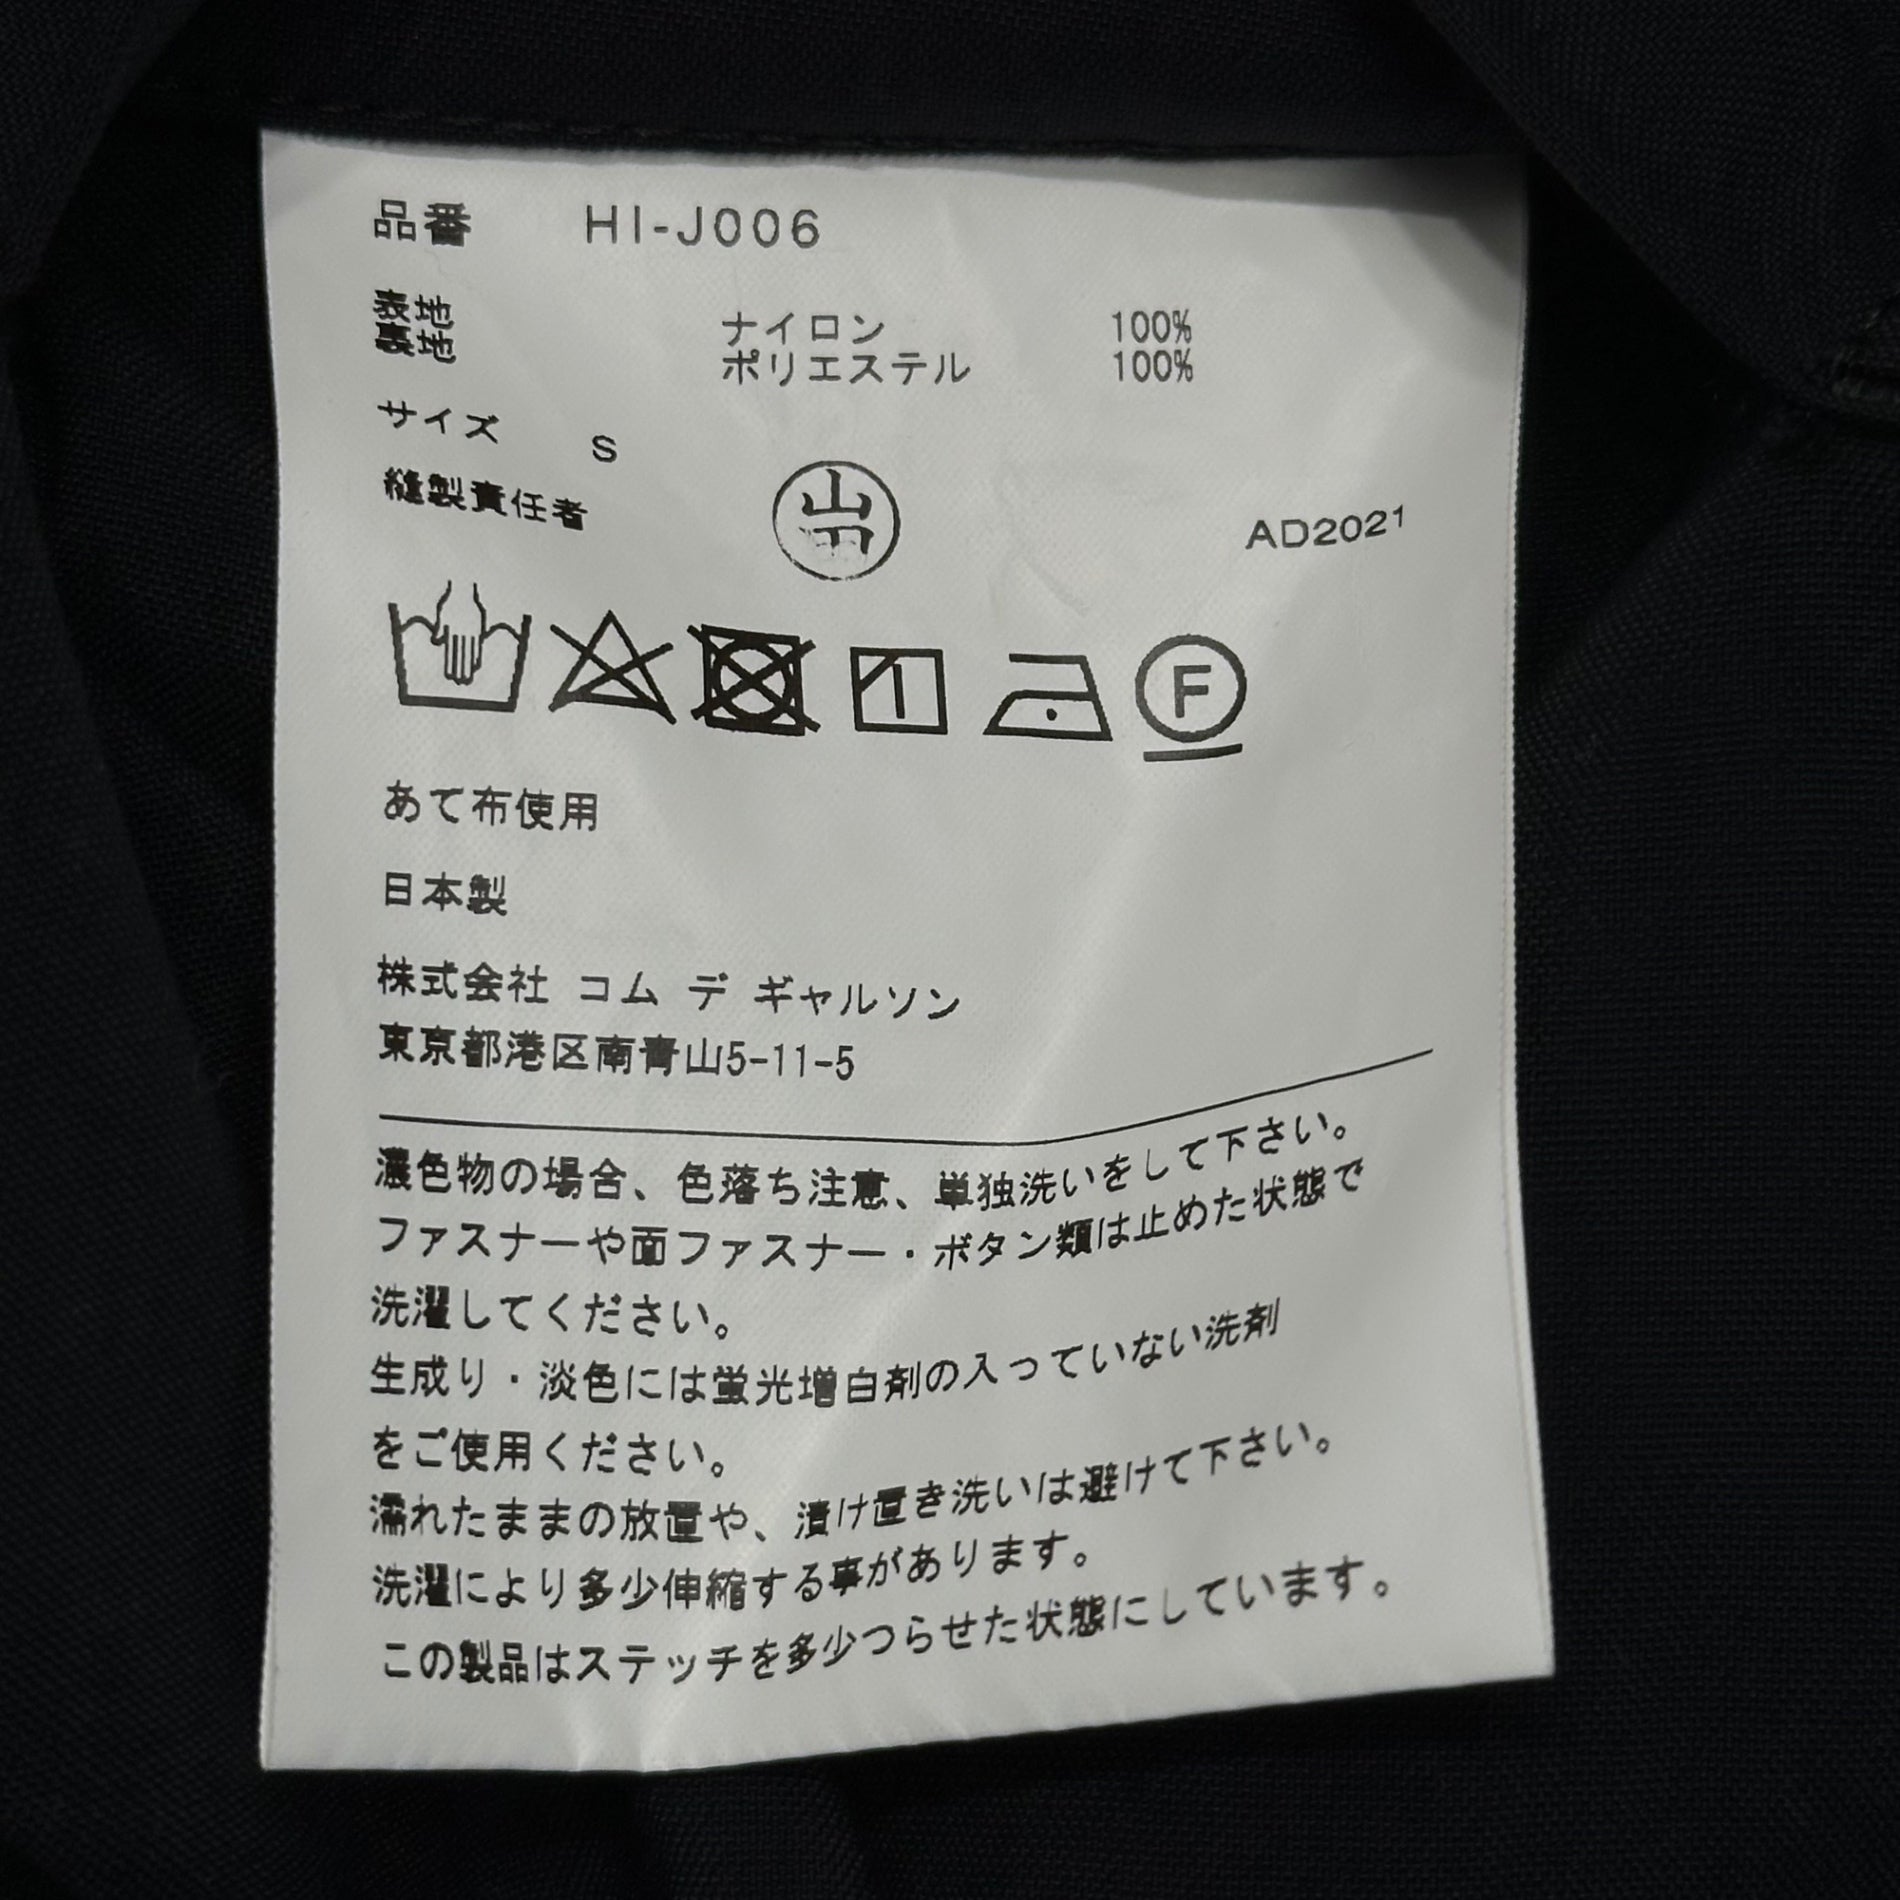 品番 HI-J006
表地 ナイロン 100%
裏地 ポリエステル 100%
サイズ S
縫製責任者
AD2021
1
F
あて布使用
日本製
株式会社 コム デ ギャルソン
東京都港区南青山5-11-5
濃色物の場合、色落ち注意、単独洗いをして下さい。
ファスナーや面ファスナー・ボタン類は止めた状態で
洗濯してください。
生成り・淡色には蛍光増白剤の入っていない洗剤
をご使用ください。
濡れたままの放置や、漬け置き洗いは避けて下さい。
洗濯により多少伸縮する事があります。
この製品はステッチを多少つらせた状態にしています。